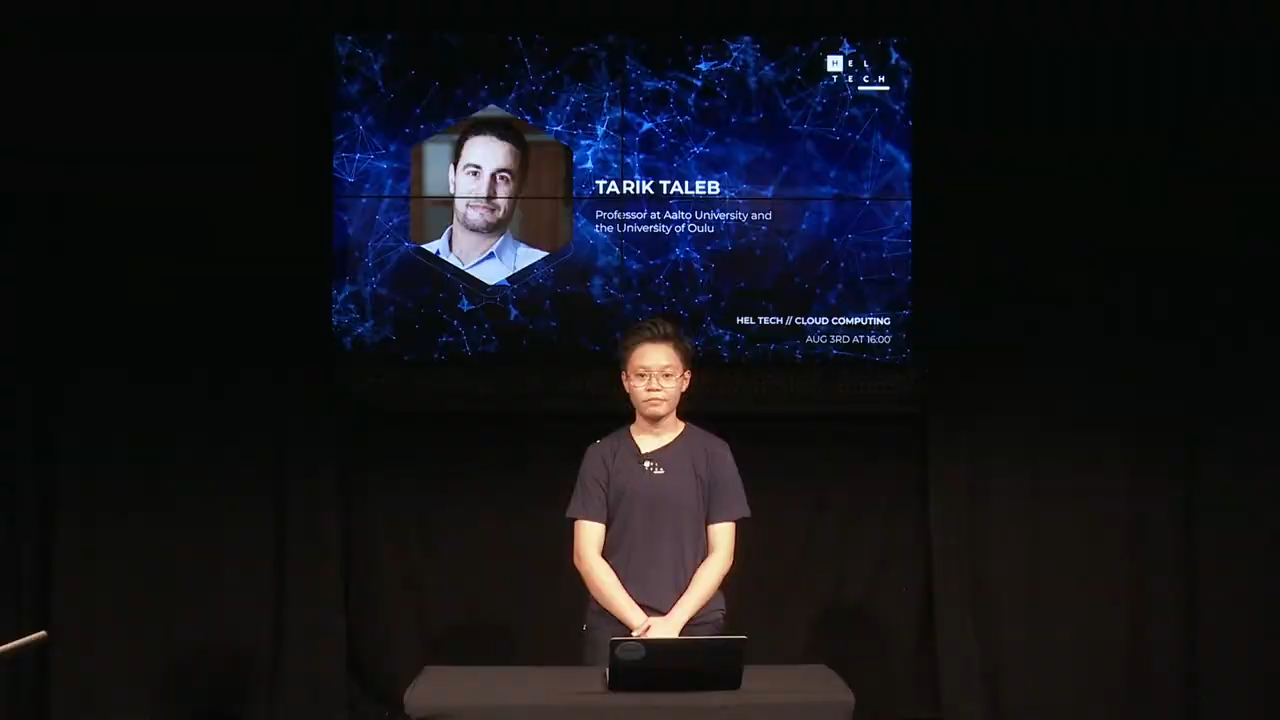 HEL
TECH
TARIK TALEB
Professor at Aalto University and
the University of Oulu
HEL TECH // CLOUD COMPUTING
AUG 3RD AT 16:00